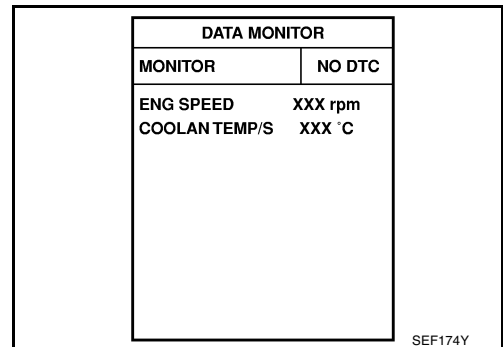 DATA MONITOR
MONITOR NO DTC
ENG SPEED XXX rpm
COOLAN TEMP/S XXX °C
SEF174Y